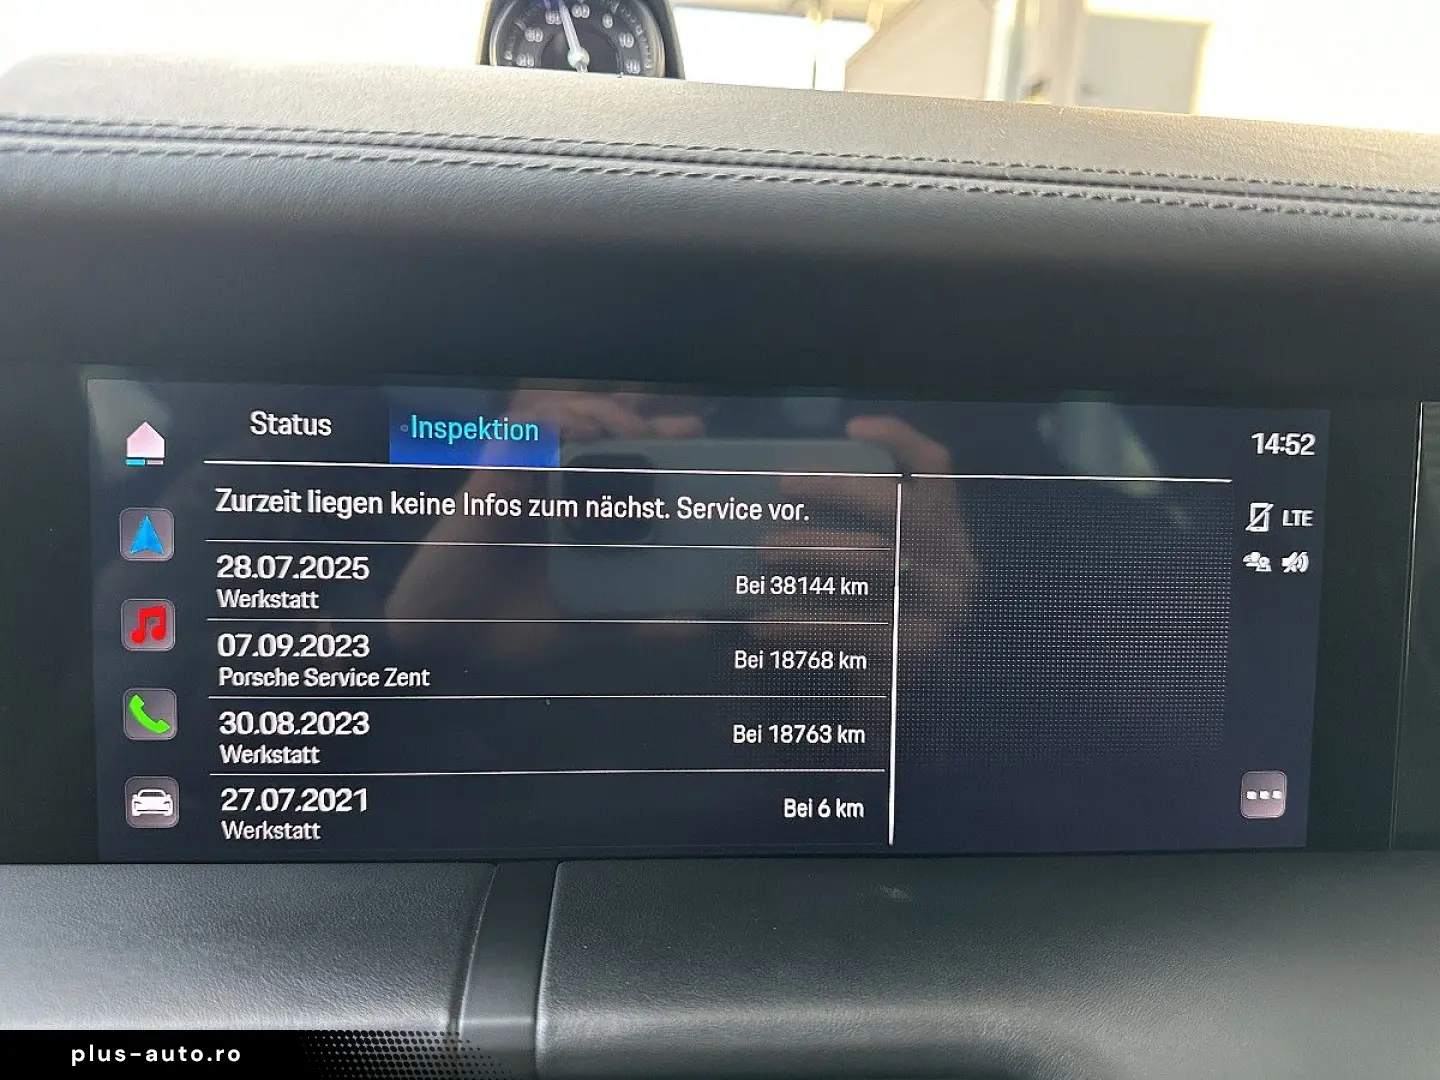 Status
Inspektion
14:52
Zurzeit liegen keine Infos zum nächst. Service vor.
LTE
28.07.2025
Werkstatt
Bei 38144 km
07.09.2023
Porsche Service Zent
Bei 18768 km
30.08.2023
Werkstatt
Bei 18763 km
27.07.2021
Werkstatt
Bei 6 km
plus-auto.ro